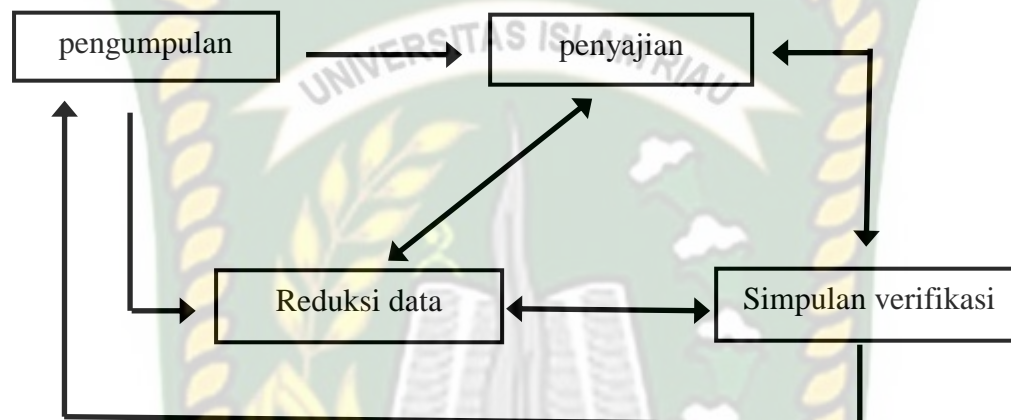 pengumpulan
penyajian
UNIVERSITAS ISLAM RIAU
Reduksi data
Simpulan verifikasi